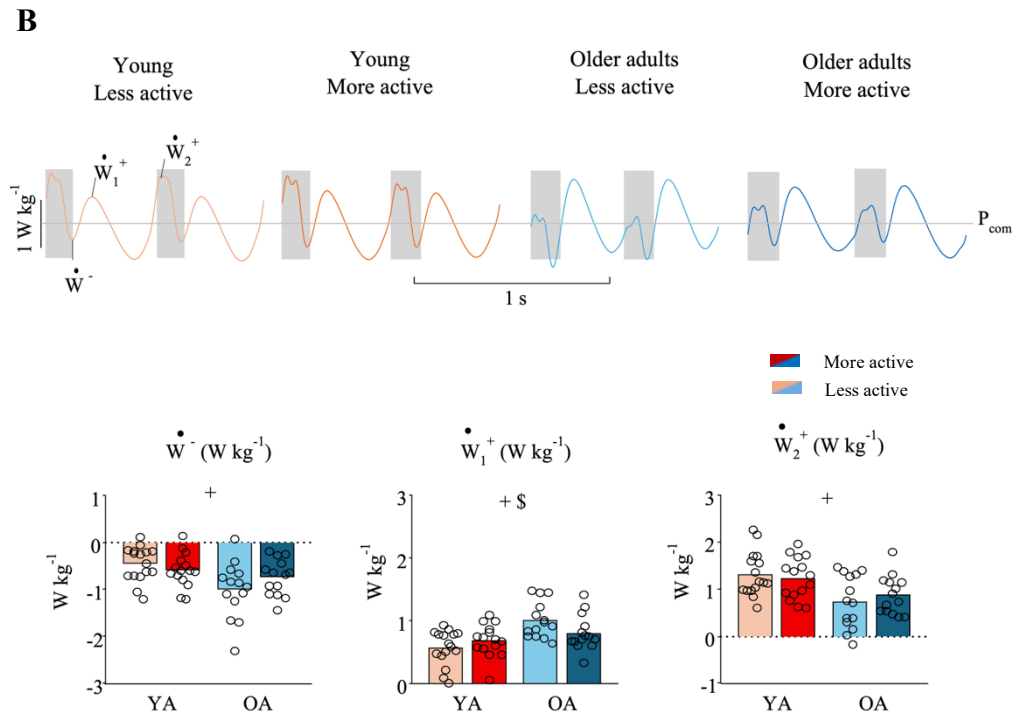 B
Young
Less active
Young
More active
Older adults
Less active
Older adults
More active
Ẇ₁⁺
Ẇ₂⁺
1 W kg⁻¹
Ẇ⁻
P_com
1 s
More active
Less active
Ẇ⁻ (W kg⁻¹)
+
W kg⁻¹
1
0
-1
-2
-3
YA OA
Ẇ₁⁺ (W kg⁻¹)
+ $
W kg⁻¹
3
2
1
0
YA OA
Ẇ₂⁺ (W kg⁻¹)
+
W kg⁻¹
3
2
1
0
-1
YA OA